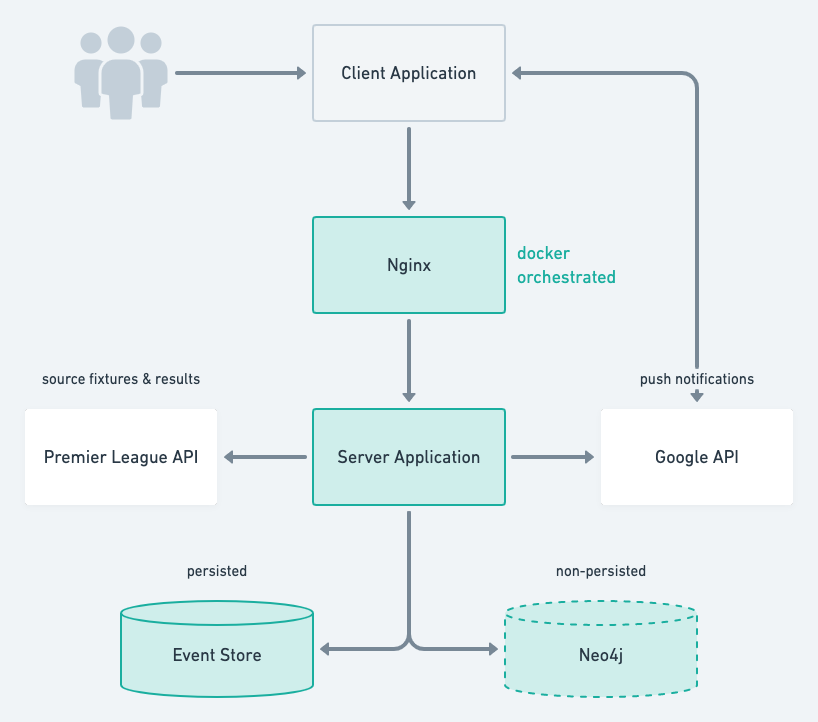 Client Application
Nginx
docker
orchestrated
source fixtures & results
push notifications
Premier League API
Server Application
Google API
persisted
non-persisted
Event Store
Neo4j